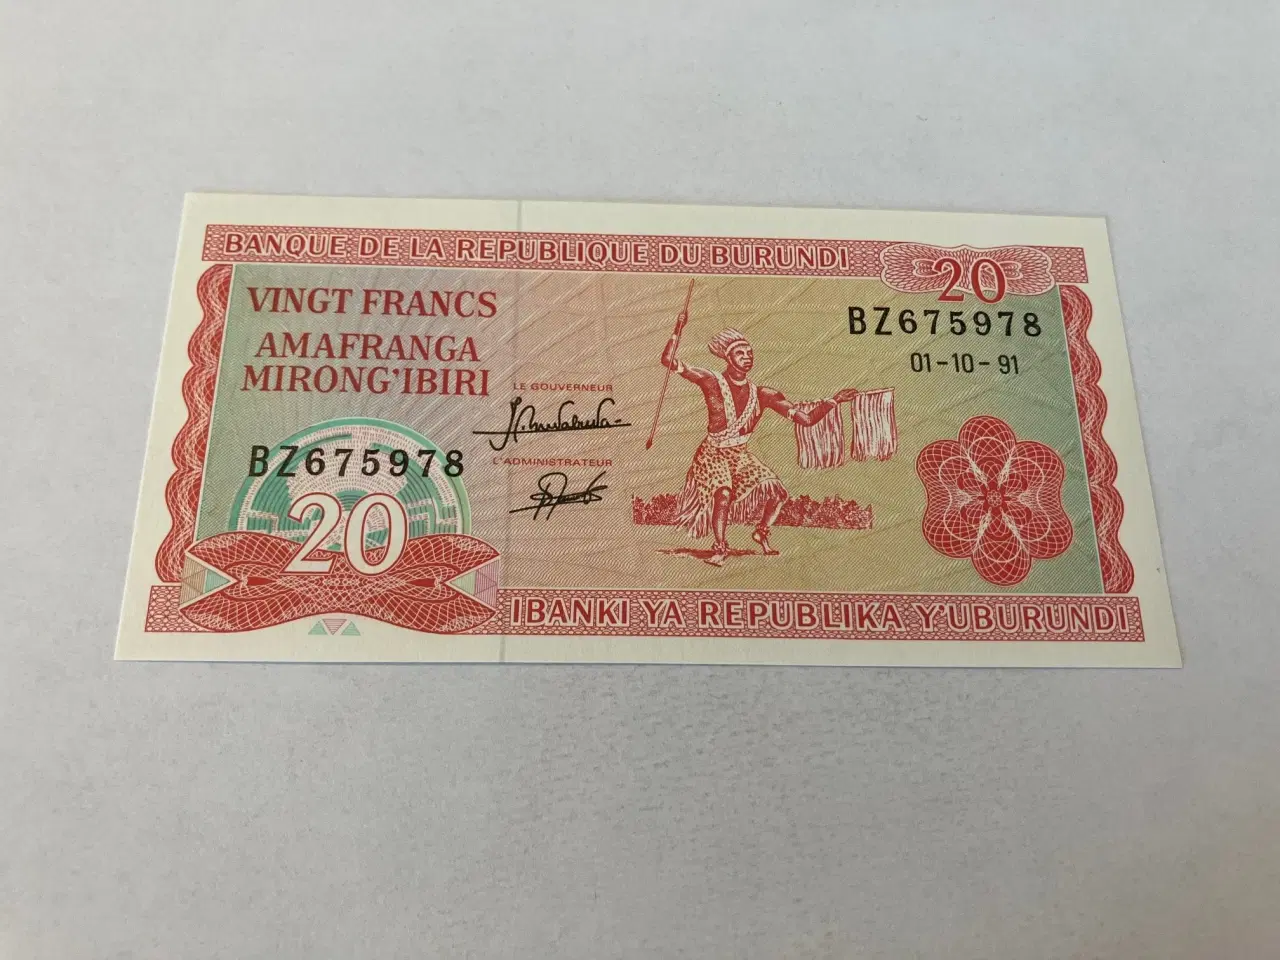 BANQUE DE LA REPUBLIQUE DU BURUNDI
20
VINGT FRANCS
AMAFRANGA
MIRONG'IBIRI
BZ675978
01-10-91
LE GOUVERNEUR
L'ADMINISTRATEUR
BZ675978
20
IBANKI YA REPUBLIKA Y'UBURUNDI